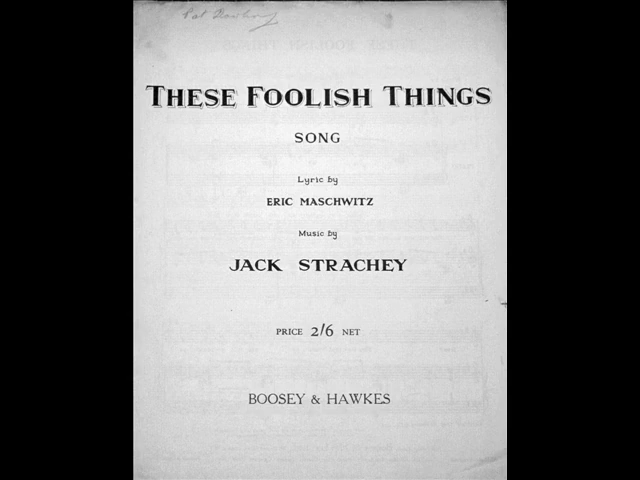 THESE FOOLISH THINGS
SONG
Lyric by
ERIC MASCHWITZ
Music by
JACK STRACHEY
PRICE 2/6 NET
BOOSEY & HAWKES